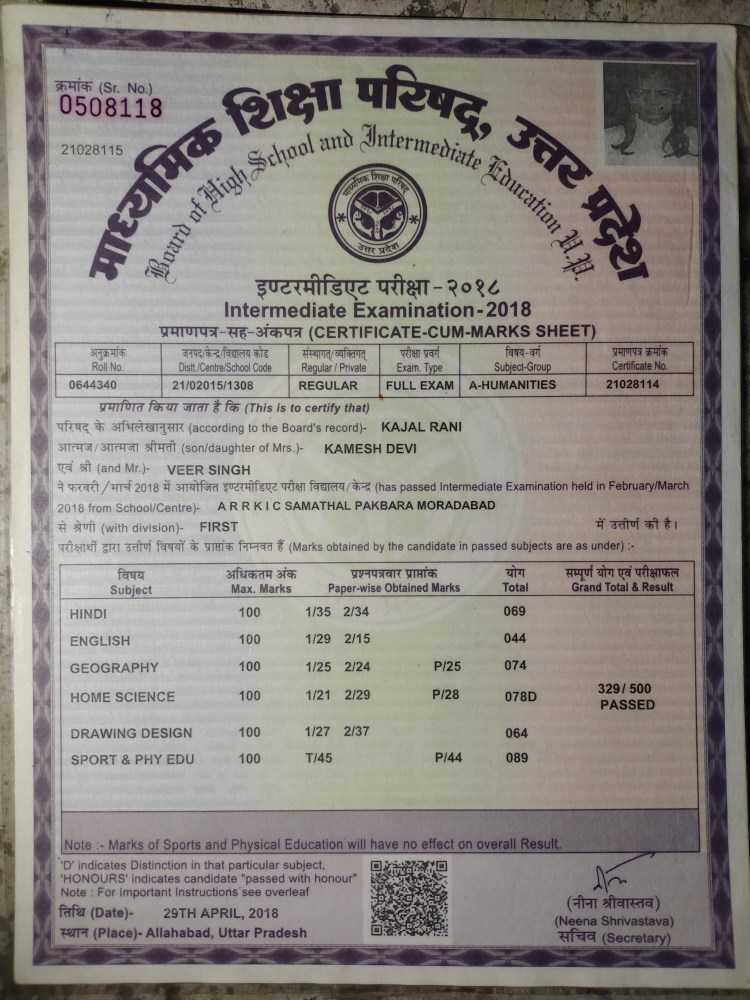 क्रमांक (Sr. No.)
0508118
21028115
माध्यमिक शिक्षा परिषद्, उत्तर प्रदेश
Board of High School and Intermediate Education U.P.
माध्यमिक शिक्षा परिषद्
उत्तर प्रदेश
इण्टरमीडिएट परीक्षा - २०१८
Intermediate Examination - 2018
प्रमाणपत्र-सह-अंकपत्र (CERTIFICATE-CUM-MARKS SHEET)
अनुक्रमांक जनपद/केन्द्र/विद्यालय कोड संस्थागत/व्यक्तिगत परीक्षा प्रवर्ग विषय-वर्ग प्रमाणपत्र क्रमांक
Roll No. Distt./Centre/School Code Regular / Private Exam. Type Subject-Group Certificate No.
0644340 21/02015/1308 REGULAR FULL EXAM A-HUMANITIES 21028114
प्रमाणित किया जाता है कि (This is to certify that)
परिषद् के अभिलेखानुसार (according to the Board's record)- KAJAL RANI
आत्मज/आत्मजा श्रीमती (son/daughter of Mrs.)- KAMESH DEVI
एवं श्री (and Mr.)- VEER SINGH
ने फरवरी/मार्च 2018 में आयोजित इण्टरमीडिएट परीक्षा विद्यालय/केन्द्र (has passed Intermediate Examination held in February/March
2018 from School/Centre)- A R R K I C SAMATHAL PAKBARA MORADABAD
से श्रेणी (with division)- FIRST में उत्तीर्ण की है।
परीक्षार्थी द्वारा उत्तीर्ण विषयों के प्राप्तांक निम्नवत हैं (Marks obtained by the candidate in passed subjects are as under) :-
विषय अधिकतम अंक प्रश्नपत्रवार प्राप्तांक योग सम्पूर्ण योग एवं परीक्षाफल
Subject Max. Marks Paper-wise Obtained Marks Total Grand Total & Result
HINDI 100 1/35 2/34 069
ENGLISH 100 1/29 2/15 044
GEOGRAPHY 100 1/25 2/24 P/25 074
HOME SCIENCE 100 1/21 2/29 P/28 078D 329/ 500
PASSED
DRAWING DESIGN 100 1/27 2/37 064
SPORT & PHY EDU 100 T/45 P/44 089
Note :- Marks of Sports and Physical Education will have no effect on overall Result.
'D' indicates Distinction in that particular subject,
'HONOURS' indicates candidate "passed with honour"
Note : For Important Instructions see overleaf
तिथि (Date)- 29TH APRIL, 2018
स्थान (Place)- Allahabad, Uttar Pradesh
(नीना श्रीवास्तव)
(Neena Shrivastava)
सचिव (Secretary)